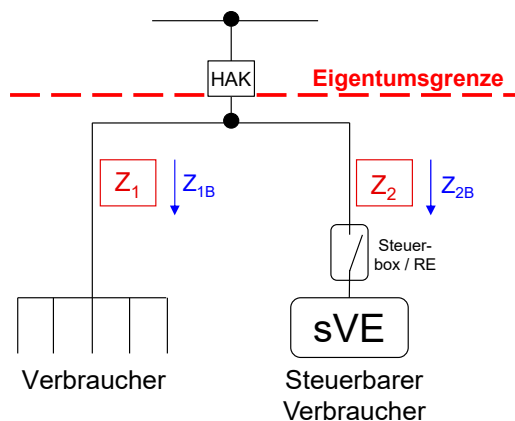 HAK
Eigentumsgrenze
Z1
Z1B
Z2
Z2B
Steuer-
box / RE
sVE
Verbraucher
Steuerbarer
Verbraucher